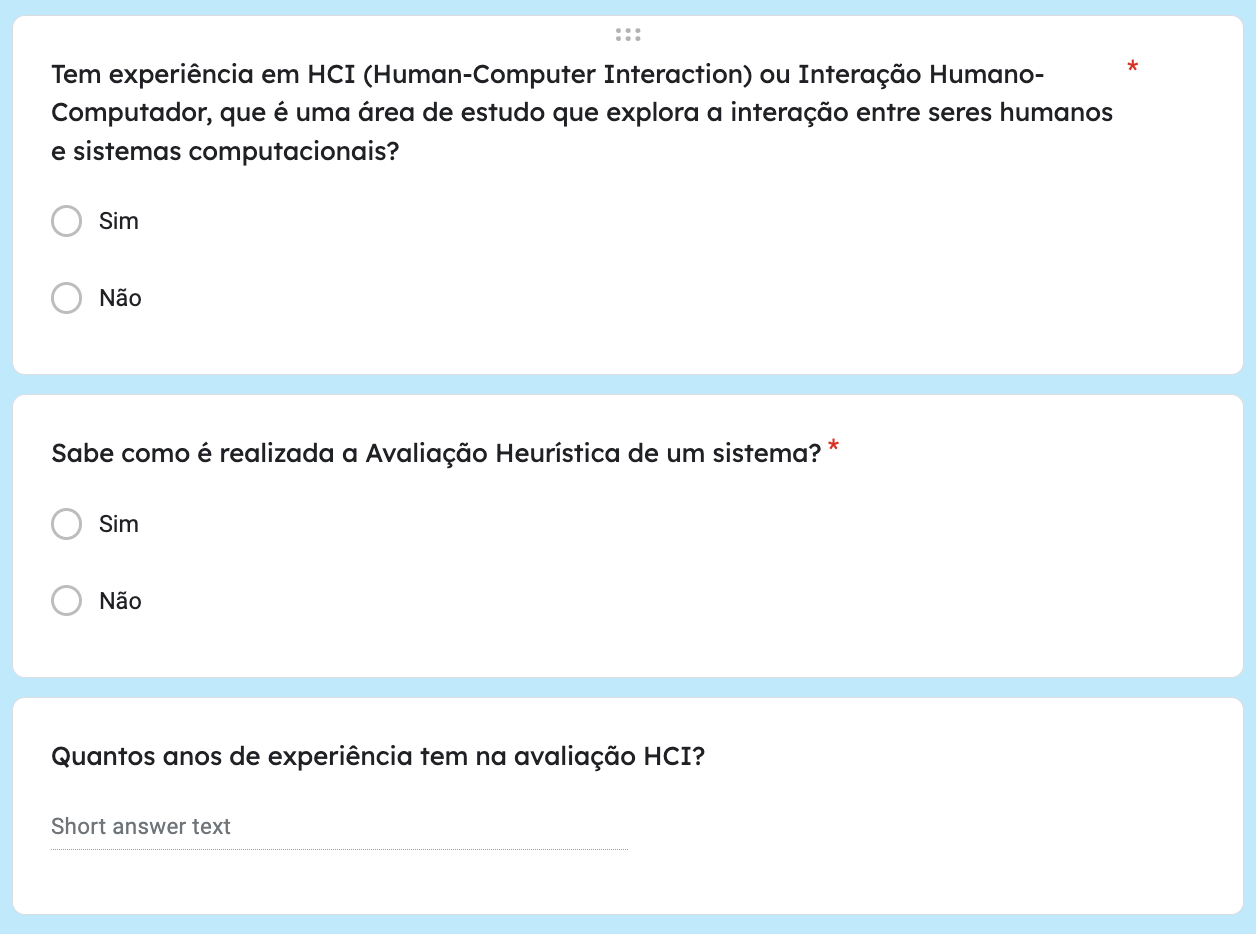 Tem experiência em HCI (Human-Computer Interaction) ou Interação Humano- *
Computador, que é uma área de estudo que explora a interação entre seres humanos
e sistemas computacionais?
Sim
Não
Sabe como é realizada a Avaliação Heurística de um sistema? *
Sim
Não
Quantos anos de experiência tem na avaliação HCI?
Short answer text